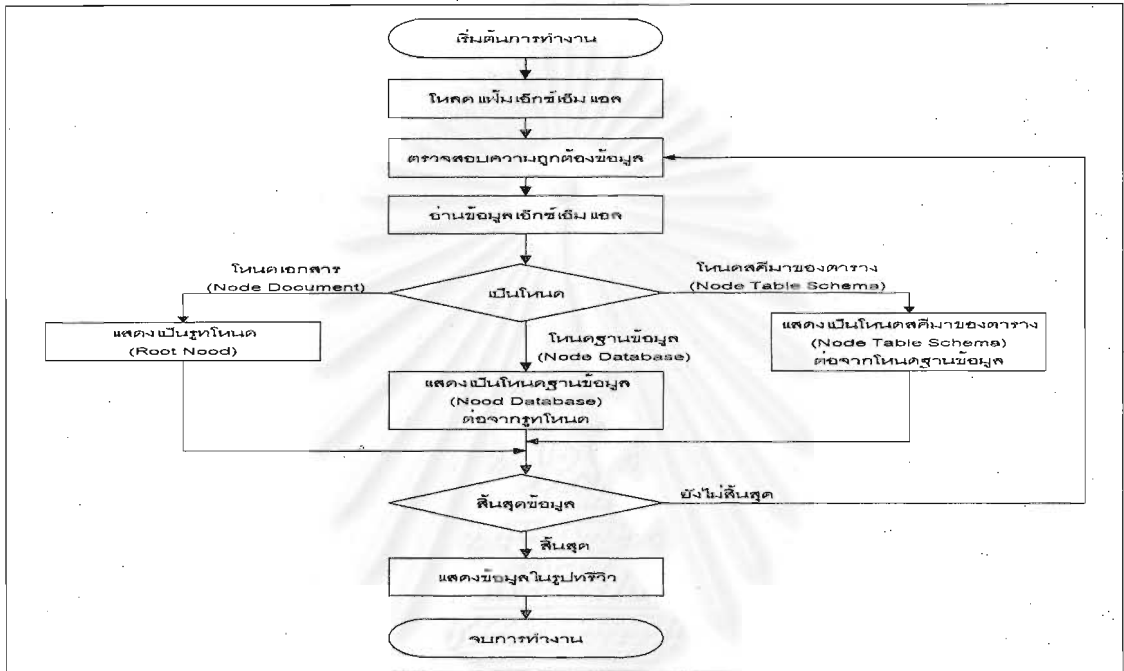 เริ่มต้นการทำงาน
โหลดแฟ้มเอ็กซ์เอ็มแอล
ตรวจสอบความถูกต้องข้อมูล
อ่านข้อมูลเอ็กซ์เอ็มแอล
โหนดเอกสาร
(Node Document)
เป็นโหนด
โหนดสคีมาของตาราง
(Node Table Schema)
แสดงเป็นรูทโหนด
(Root Nood)
โหนดฐานข้อมูล
(Node Database)
แสดงเป็นโหนดสคีมาของตาราง
(Node Table Schema)
ต่อจากโหนดฐานข้อมูล
แสดงเป็นโหนดฐานข้อมูล
(Nood Database)
ต่อจากรูทโหนด
สิ้นสุดข้อมูล
ยังไม่สิ้นสุด
สิ้นสุด
แสดงข้อมูลในรูปทรีวิว
จบการทำงาน